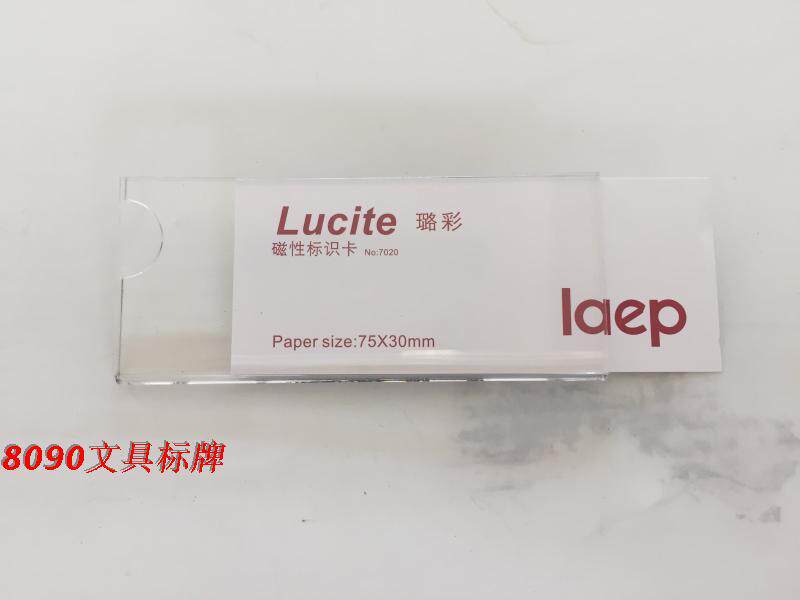 Lucite 璐彩
磁性标识卡 No:7020
laep
Paper size:75X30mm
8090文具标牌